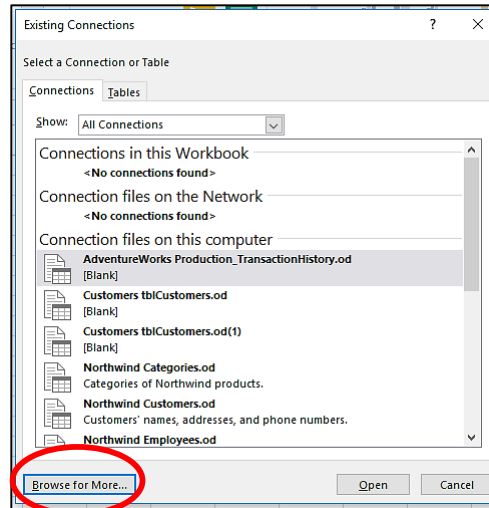 Existing Connections ? ×
Select a Connection or Table
Connections Tables
Show: All Connections
Connections in this Workbook
<No connections found>
Connection files on the Network
<No connections found>
Connection files on this computer
AdventureWorks Production_TransactionHistory.od
[Blank]
Customers tblCustomers.od
[Blank]
Customers tblCustomers.od(1)
[Blank]
Northwind Categories.od
Categories of Northwind products.
Northwind Customers.od
Customers' names, addresses, and phone numbers.
Northwind Employees.od
Browse for More... Open Cancel